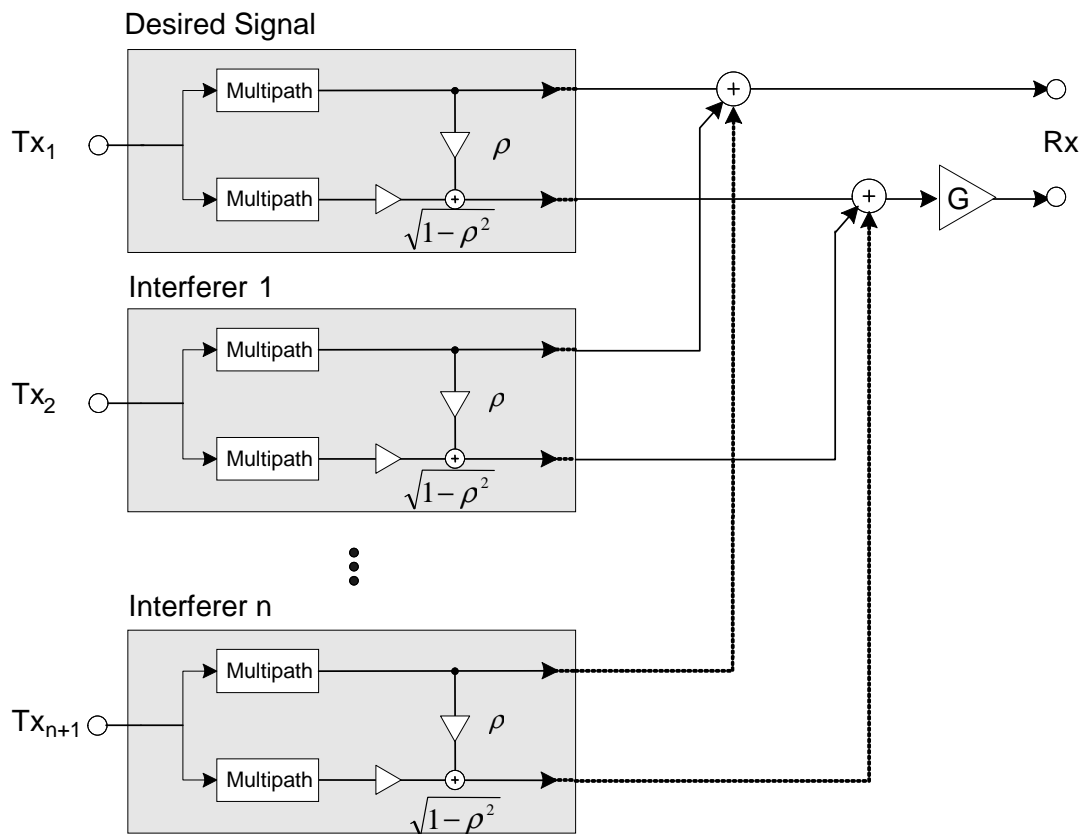 Desired Signal
Tx1
Multipath
ρ
Multipath
√1− ρ²
+
+
+
G
Rx
Interferer 1
Tx2
Multipath
ρ
Multipath
+
√1− ρ²
Interferer n
Txn+1
Multipath
ρ
Multipath
+
√1− ρ²